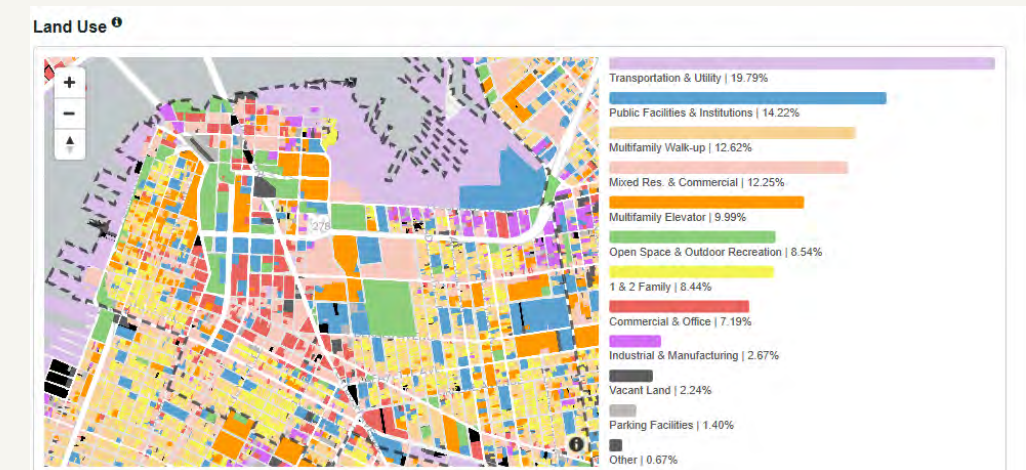 Land Use
+
−
278
Transportation & Utility | 19.79%
Public Facilities & Institutions | 14.22%
Multifamily Walk-up | 12.62%
Mixed Res. & Commercial | 12.25%
Multifamily Elevator | 9.99%
Open Space & Outdoor Recreation | 8.54%
1 & 2 Family | 8.44%
Commercial & Office | 7.19%
Industrial & Manufacturing | 2.67%
Vacant Land | 2.24%
Parking Facilities | 1.40%
Other | 0.67%